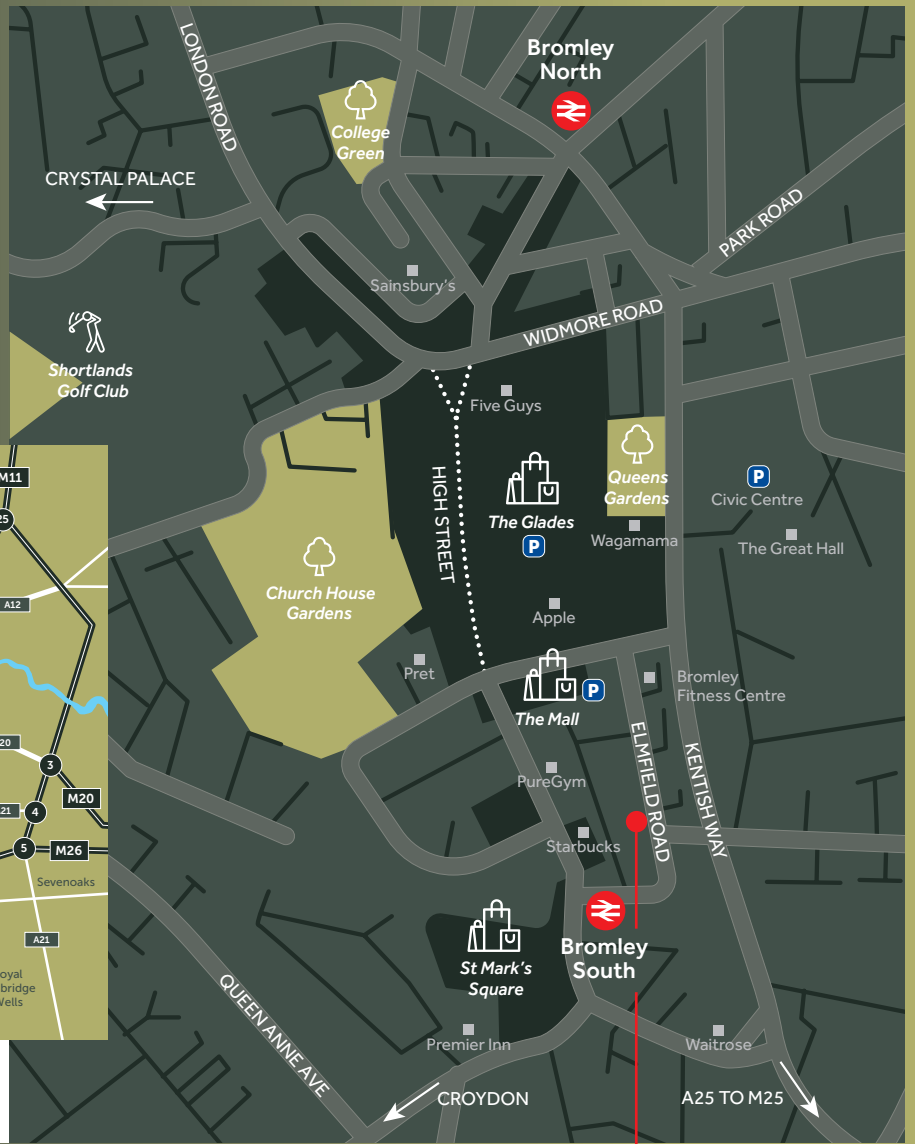 LONDON ROAD
Bromley
North
College
Green
CRYSTAL PALACE
PARK ROAD
Sainsbury's
WIDMORE ROAD
Shortlands
Golf Club
Five Guys
HIGH STREET
The Glades
P
Queens
Gardens
Wagamama
P
Civic Centre
The Great Hall
Church House
Gardens
Apple
Pret
The Mall
P
Bromley
Fitness Centre
ELMFIELD ROAD
KENTISH WAY
PureGym
Starbucks
Bromley
South
St Mark's
Square
QUEEN ANNE AVE
Premier Inn
Waitrose
CROYDON
A25 TO M25
M11
25
A12
20
3
M20
21
4
5
M26
Sevenoaks
A21
oyal
bridge
Wells